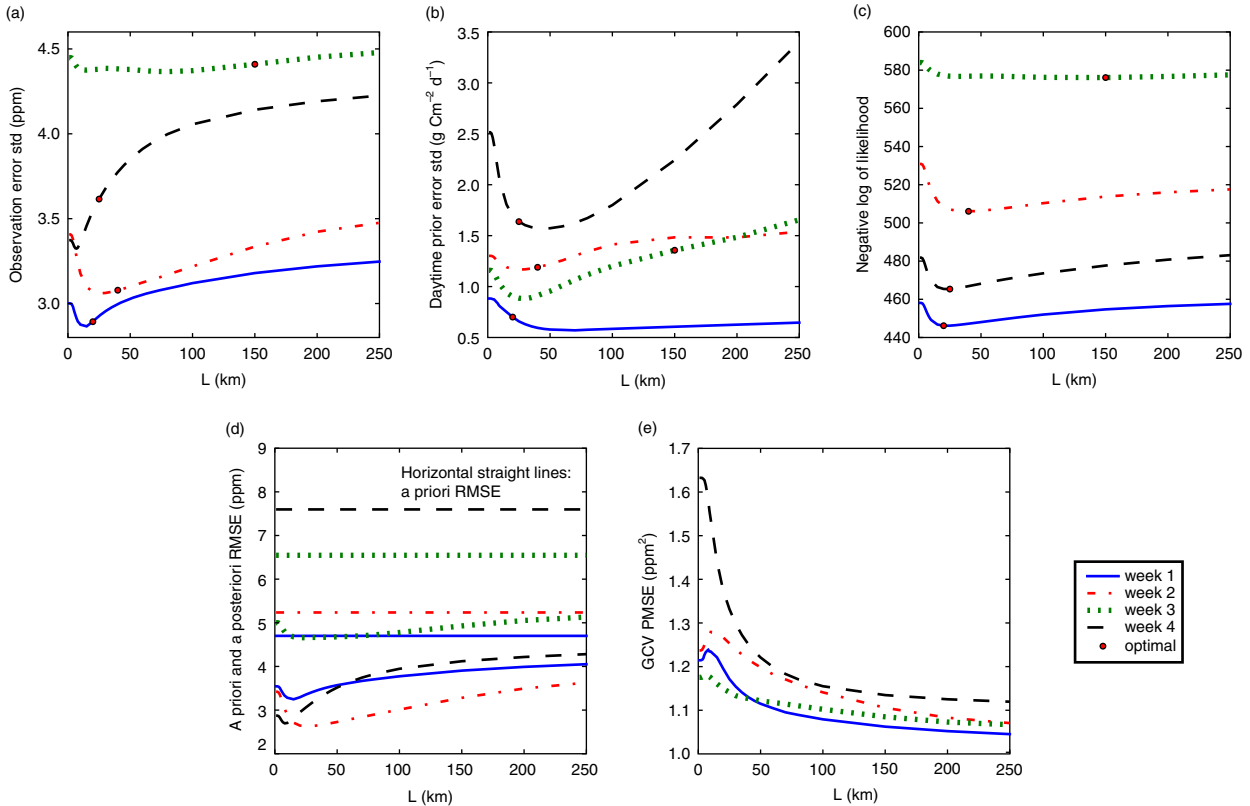 (a)
Observation error std (ppm)
4.5
4.0
3.5
3.0
0 50 100 150 200 250
L (km)
(b)
Daytime prior error std (g Cm⁻² d⁻¹)
3.5
3.0
2.5
2.0
1.5
1.0
0.5
0 50 100 150 200 250
L (km)
(c)
Negative log of likelihood
600
580
560
540
520
500
480
460
440
0 50 100 150 200 250
L (km)
(d)
A priori and a posteriori RMSE (ppm)
9
8
7
6
5
4
3
2
Horizontal straight lines:
a priori RMSE
0 50 100 150 200 250
L (km)
(e)
GCV PMSE (ppm²)
1.7
1.6
1.5
1.4
1.3
1.2
1.1
1.0
0 50 100 150 200 250
L (km)
week 1
week 2
week 3
week 4
optimal